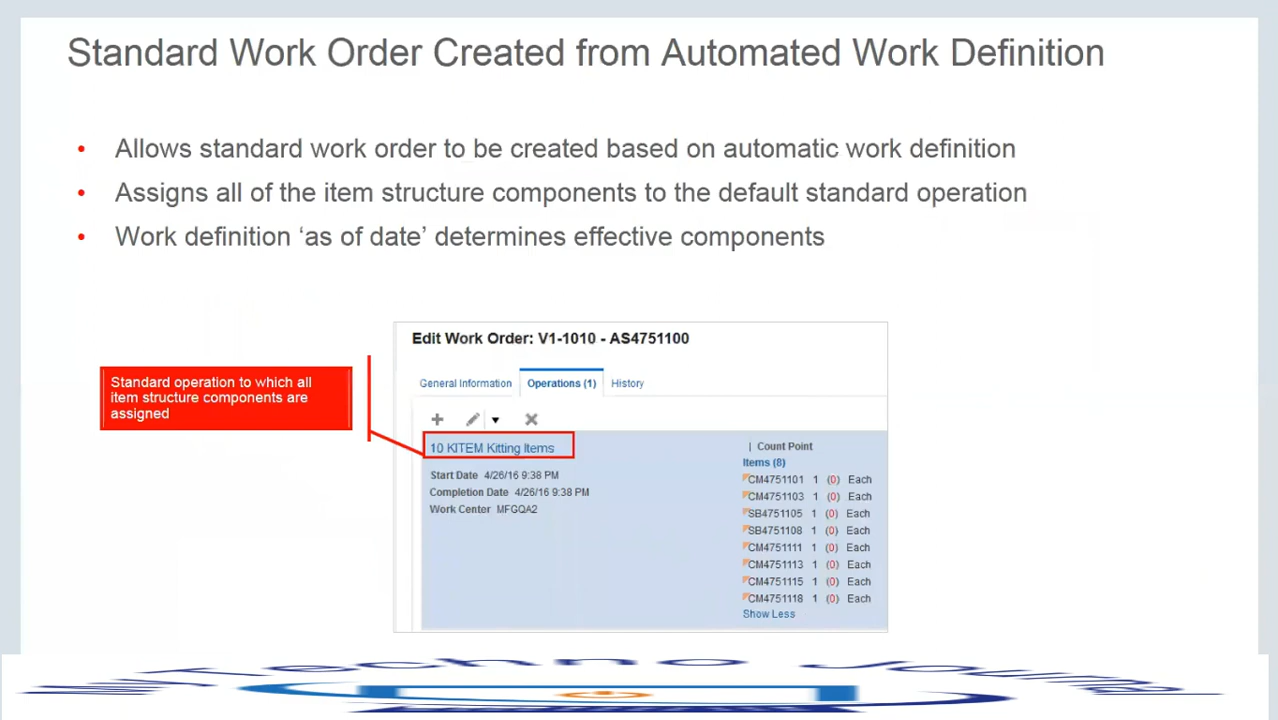 Standard Work Order Created from Automated Work Definition
• Allows standard work order to be created based on automatic work definition
• Assigns all of the item structure components to the default standard operation
• Work definition ‘as of date’ determines effective components
Edit Work Order: V1-1010 - AS4751100
Standard operation to which all
item structure components are
assigned
General Information Operations (1) History
10 KITEM Kitting Items
Start Date 4/26/16 9:38 PM
Completion Date 4/26/16 9:38 PM
Work Center MFGQA2
| Count Point
Items (8)
CM4751101 1 (0) Each
CM4751103 1 (0) Each
SB4751105 1 (0) Each
SB4751108 1 (0) Each
CM4751111 1 (0) Each
CM4751113 1 (0) Each
CM4751115 1 (0) Each
CM4751118 1 (0) Each
Show Less